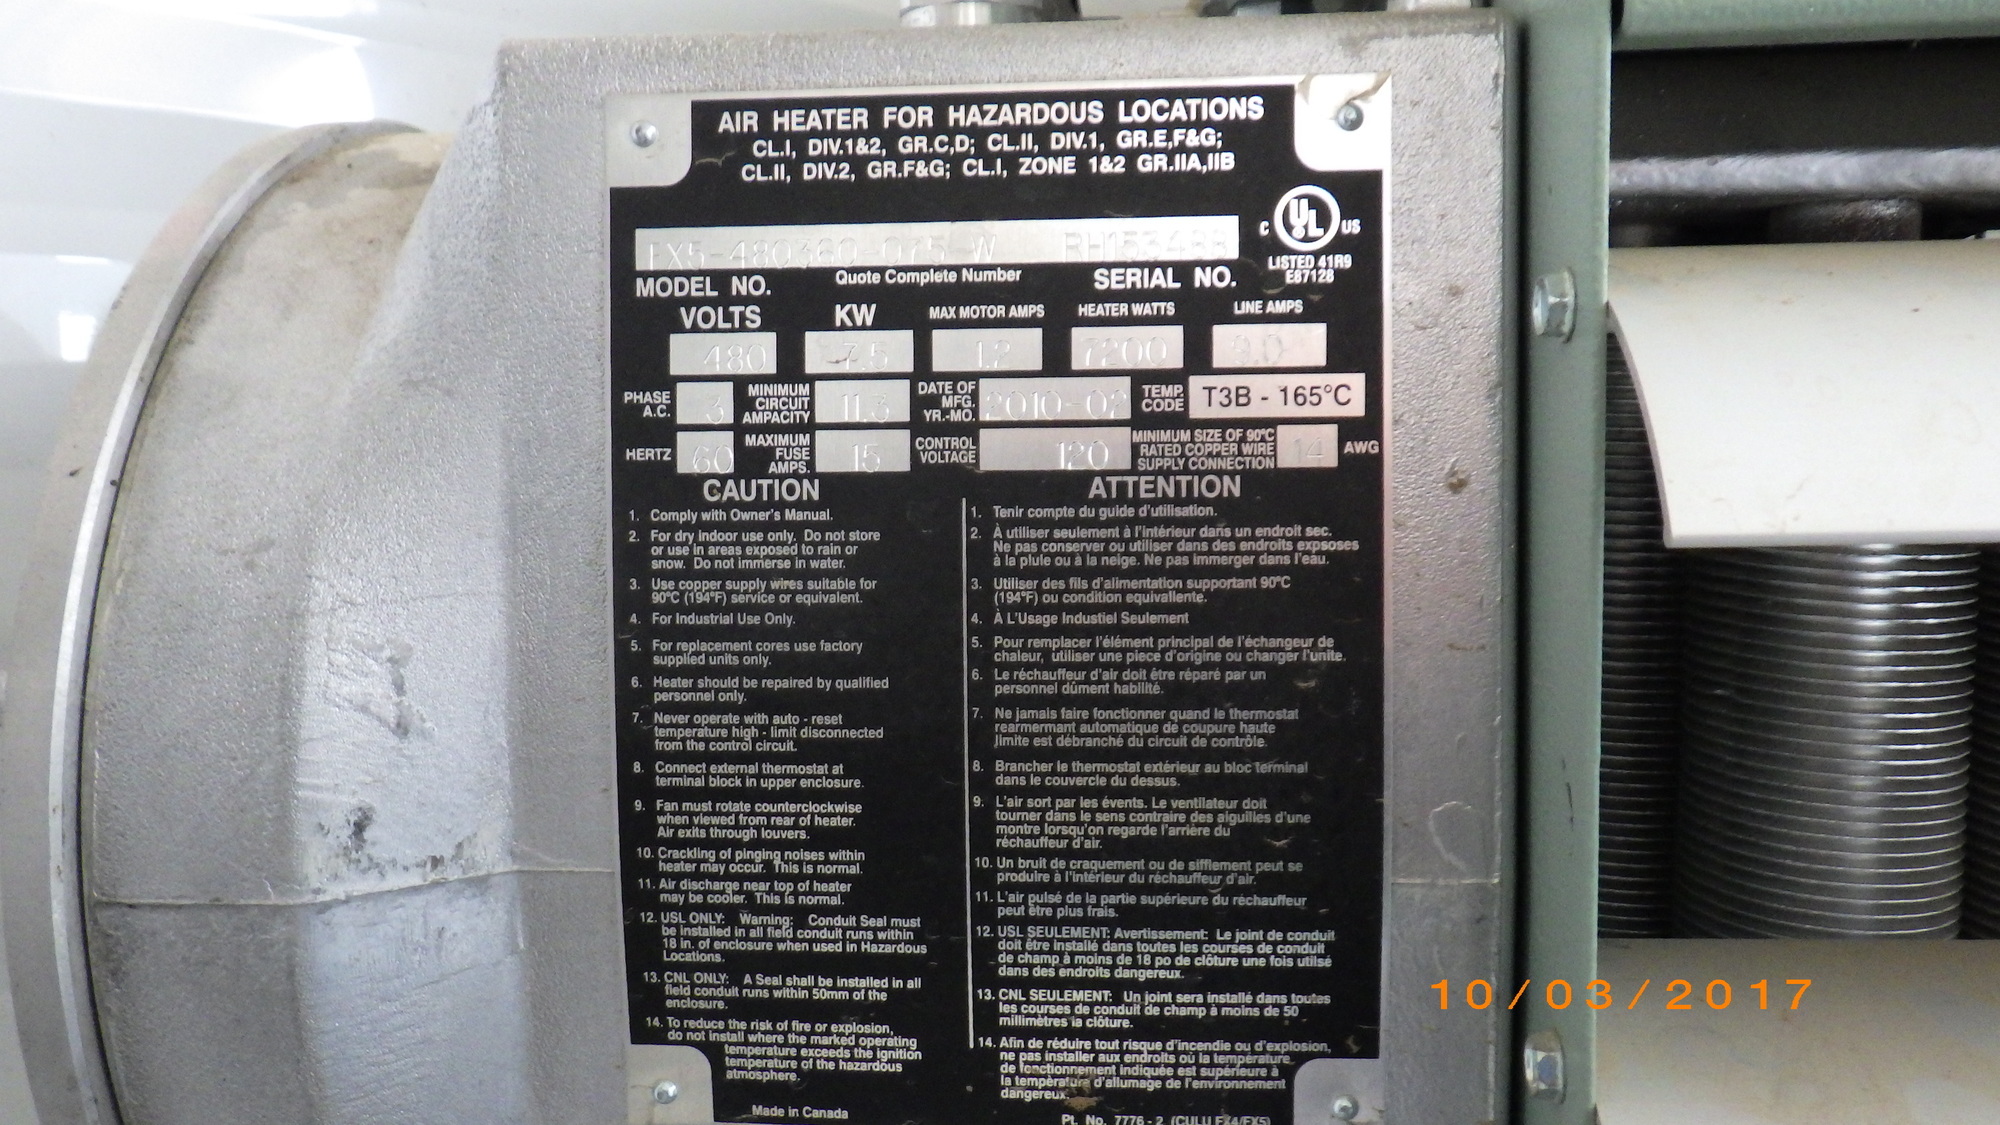 AIR HEATER FOR HAZARDOUS LOCATIONS
CL.I, DIV.1&2, GR.C,D; CL.II, DIV.1, GR.E,F&G;
CL.II, DIV.2, GR.F&G; CL.I, ZONE 1&2 GR.IIA,IIB
C UL US
LISTED 41R9
E87128
FX5-480360-075-W
MODEL NO. Quote Complete Number SERIAL NO.
VOLTS KW MAX MOTOR AMPS HEATER WATTS LINE AMPS
480 7.5 1.2 7200 9.0
PHASE A.C. 3 MINIMUM CIRCUIT AMPACITY 11.3 DATE OF MFG. YR.-MO. 2010-02 TEMP. CODE T3B - 165°C
HERTZ 60 MAXIMUM FUSE AMPS. 15 CONTROL VOLTAGE 120 MINIMUM SIZE OF 90°C RATED COPPER WIRE SUPPLY CONNECTION 14 AWG
CAUTION
1. Comply with Owner's Manual.
2. For dry indoor use only. Do not store
or use in areas exposed to rain or
snow. Do not immerse in water.
3. Use copper supply wires suitable for
90°C (194°F) service or equivalent.
4. For Industrial Use Only.
5. For replacement cores use factory
supplied units only.
6. Heater should be repaired by qualified
personnel only.
7. Never operate with auto - reset
temperature high - limit disconnected
from the control circuit.
8. Connect external thermostat at
terminal block in upper enclosure.
9. Fan must rotate counterclockwise
when viewed from rear of heater.
Air exits through louvers.
10. Crackling of pinging noises within
heater may occur. This is normal.
11. Air discharge near top of heater
may be cooler. This is normal.
12. USL ONLY: Warning: Conduit Seal must
be installed in all field conduit runs within
18 in. of enclosure when used in Hazardous
Locations.
13. CNL ONLY: A Seal shall be installed in all
field conduit runs within 50mm of the
enclosure.
14. To reduce the risk of fire or explosion,
do not install where the marked operating
temperature exceeds the ignition
temperature of the hazardous
atmosphere.
Made in Canada
ATTENTION
1. Tenir compte du guide d'utilisation.
2. À utiliser seulement à l'intérieur dans un endroit sec.
Ne pas conserver ou utiliser dans des endroits expsoses
à la pluie ou à la neige. Ne pas immerger dans l'eau.
3. Utiliser des fils d'alimentation supportant 90°C
(194°F) ou condition equivallente.
4. À L'Usage Industiel Seulement
5. Pour remplacer l'élément principal de l'échangeur de
chaleur, utiliser une piece d'origine ou changer l'unite.
6. Le réchauffeur d'air doit être réparé par un
personnel dûment habilité.
7. Ne jamais faire fonctionner quand le thermostat
rearmermant automatique de coupure haute
limite est débranché du circuit de contrôle.
8. Brancher le thermostat extérieur au bloc terminal
dans le couvercle du dessus.
9. L'air sort par les évents. Le ventilateur doit
tourner dans le sens contraire des aiguilles d'une
montre lorsqu'on regarde l'arrière du
réchauffeur d'air.
10. Un bruit de craquement ou de sifflement peut se
produire à l'intérieur du réchauffeur d'air.
11. L'air pulsé de la partie supérieure du réchauffeur
peut être plus frais.
12. USL SEULEMENT: Avertissement: Le joint de conduit
doit être installé dans toutes les courses de conduit
de champ à moins de 18 po de clôture une fois utilsé
dans des endroits dangereux.
13. CNL SEULEMENT: Un joint sera installé dans toutes
les courses de conduit de champ à moins de 50
millimètres la clôture.
14. Afin de réduire tout risque d'incendie ou d'explosion,
ne pas installer aux endroits où la température
de fonctionnement indiquée est supérieure à
la température d'allumage de l'environnement
dangereux.
Pt. No. 7776 - 2 (CULU FX4/FX5)
10/03/2017